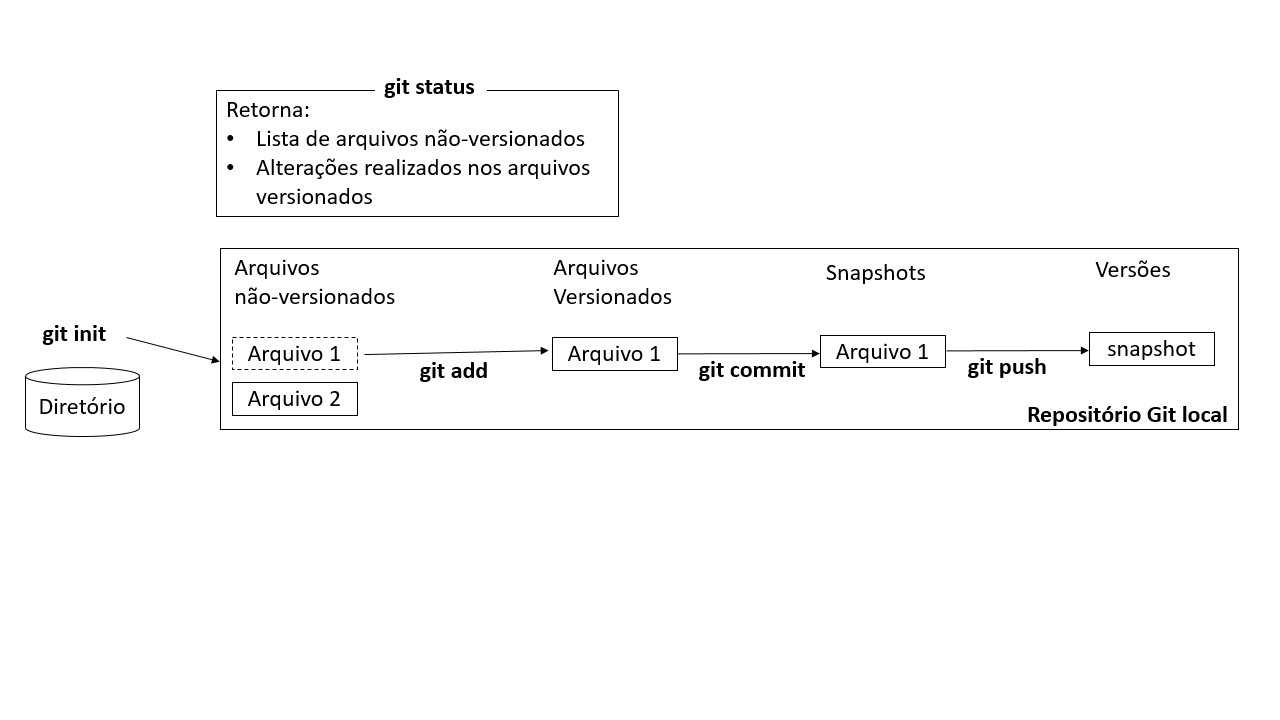 git status
Retorna:
• Lista de arquivos não-versionados
• Alterações realizados nos arquivos
versionados
Arquivos
não-versionados
Arquivos
Versionados
Snapshots
Versões
git init
Arquivo 1
git add
Arquivo 1
git commit
Arquivo 1
git push
snapshot
Diretório
Arquivo 2
Repositório Git local